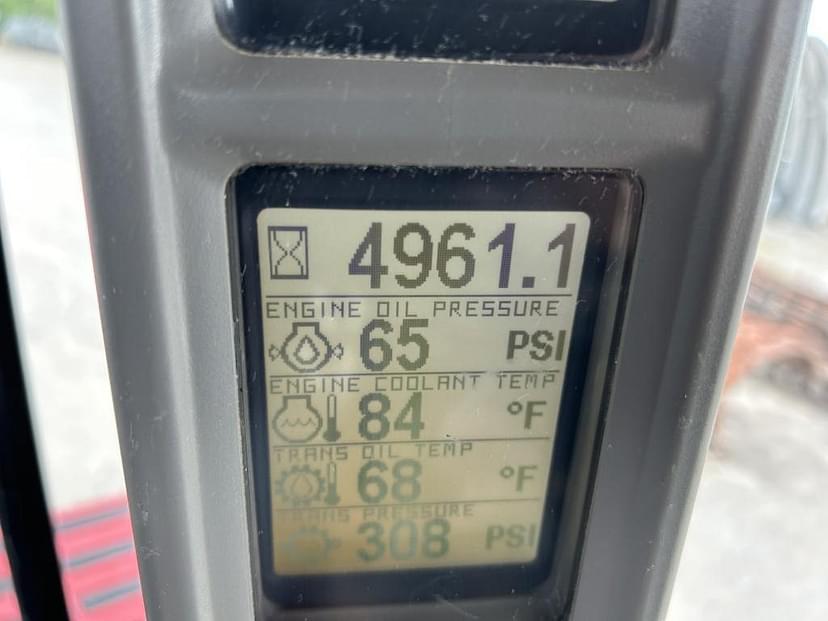 4961.1
ENGINE OIL PRESSURE
65 PSI
ENGINE COOLANT TEMP
84 °F
TRANS OIL TEMP
68 °F
TRANS PRESSURE
308 PSI